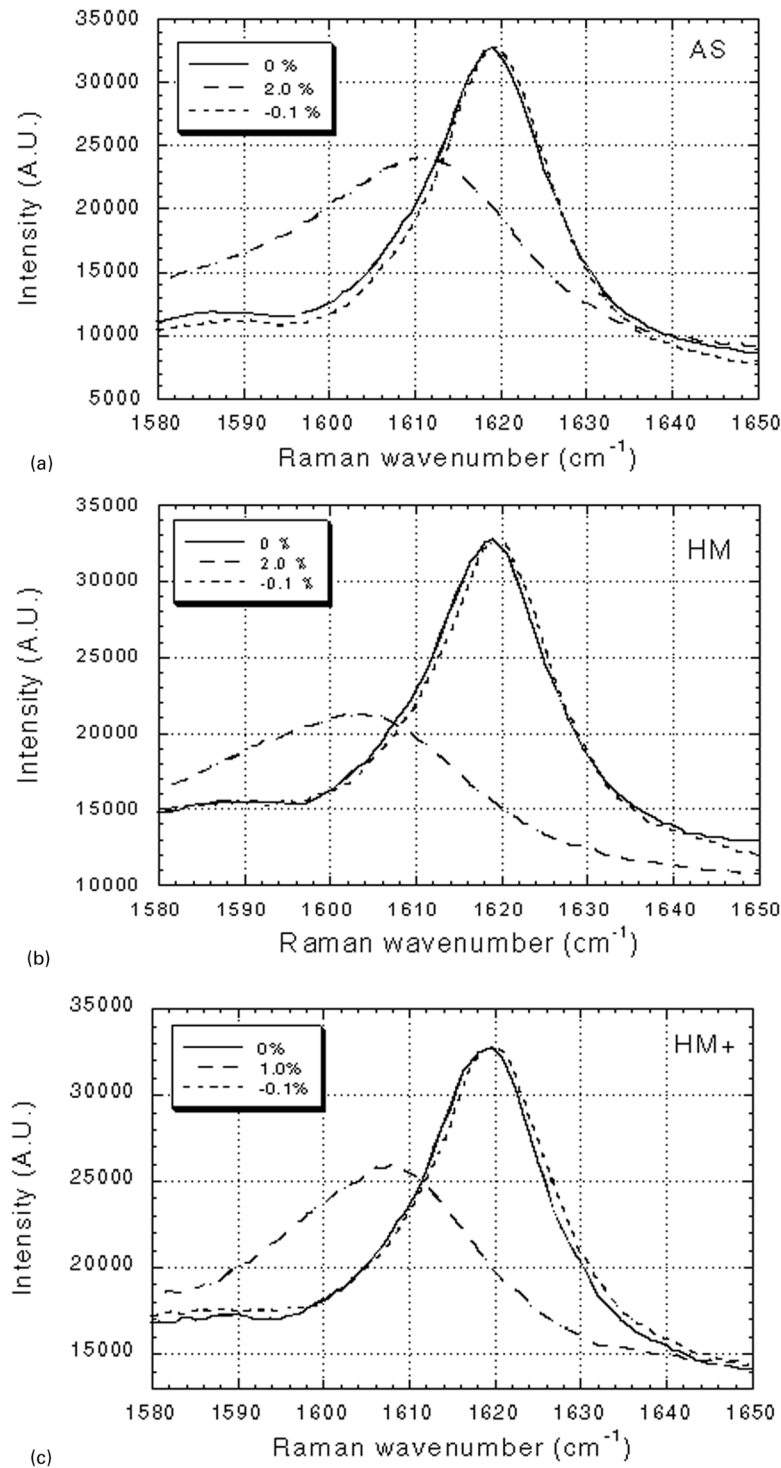 35000
30000
25000
20000
15000
10000
5000
Intensity (A.U.)
0 %
2.0 %
-0.1 %
AS
1580 1590 1600 1610 1620 1630 1640 1650
Raman wavenumber (cm⁻¹)
(a)
35000
30000
25000
20000
15000
10000
Intensity (A.U.)
0 %
2.0 %
-0.1 %
HM
1580 1590 1600 1610 1620 1630 1640 1650
Raman wavenumber (cm⁻¹)
(b)
35000
30000
25000
20000
15000
Intensity (A.U.)
0%
1.0%
-0.1%
HM+
1580 1590 1600 1610 1620 1630 1640 1650
Raman wavenumber (cm⁻¹)
(c)